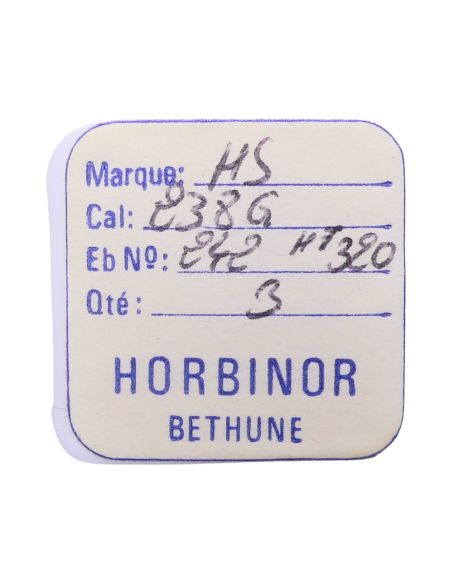 Marque: HS
Cal: 238G
Eb Nº: 242 HT 320
Qté: 3
HORBINOR
BETHUNE